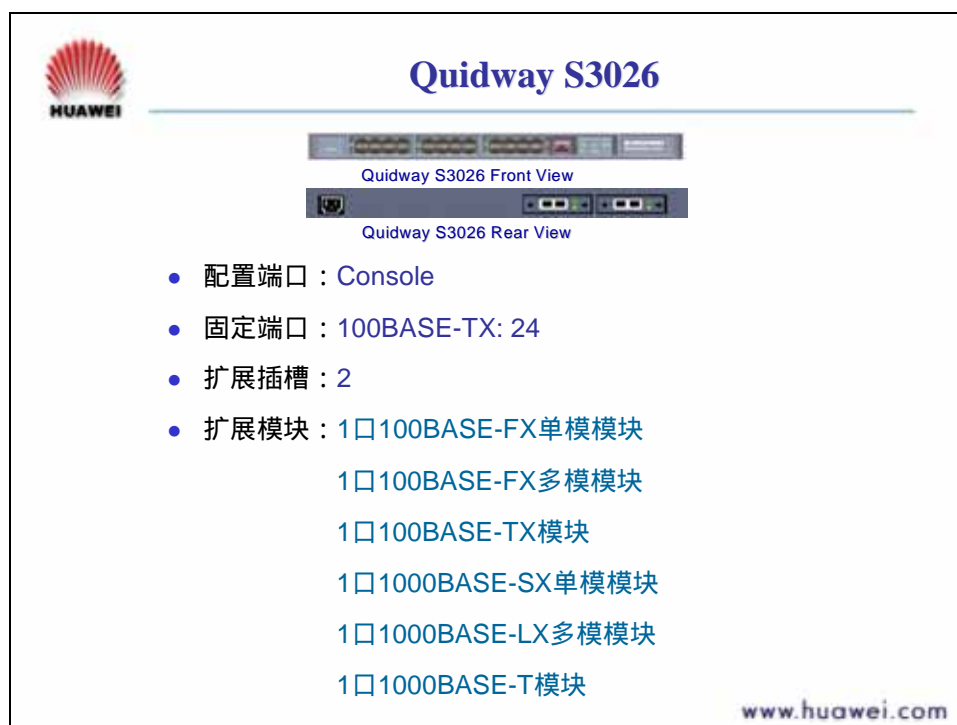 HUAWEI
Quidway S3026
Quidway S3026 Front View
Quidway S3026 Rear View
● 配置端口：Console
● 固定端口：100BASE-TX: 24
● 扩展插槽：2
● 扩展模块：1口100BASE-FX单模模块
1口100BASE-FX多模模块
1口100BASE-TX模块
1口1000BASE-SX单模模块
1口1000BASE-LX多模模块
1口1000BASE-T模块
www.huawei.com